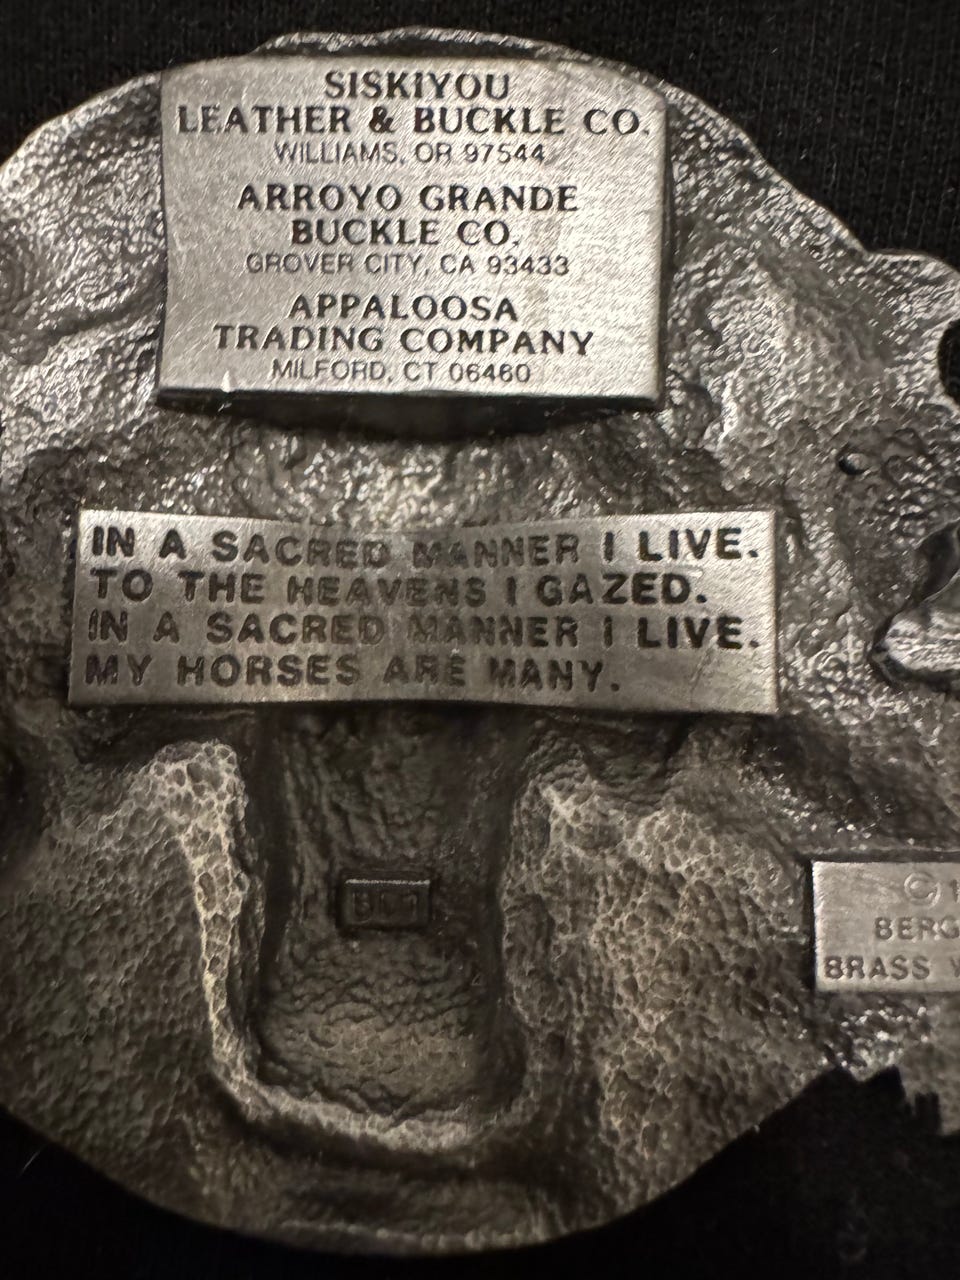 SISKIYOU
LEATHER & BUCKLE CO.
WILLIAMS, OR 97544
ARROYO GRANDE
BUCKLE CO.
GROVER CITY, CA 93433
APPALOOSA
TRADING COMPANY
MILFORD, CT 06460
IN A SACRED MANNER I LIVE.
TO THE HEAVENS I GAZED.
IN A SACRED MANNER I LIVE.
MY HORSES ARE MANY.
© 1
BERG
BRASS